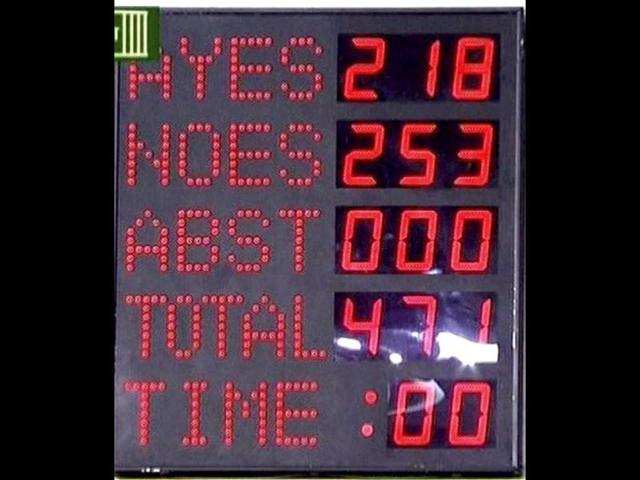 AYES 218
NOES 253
ABST 000
TOTAL 471
TIME :00